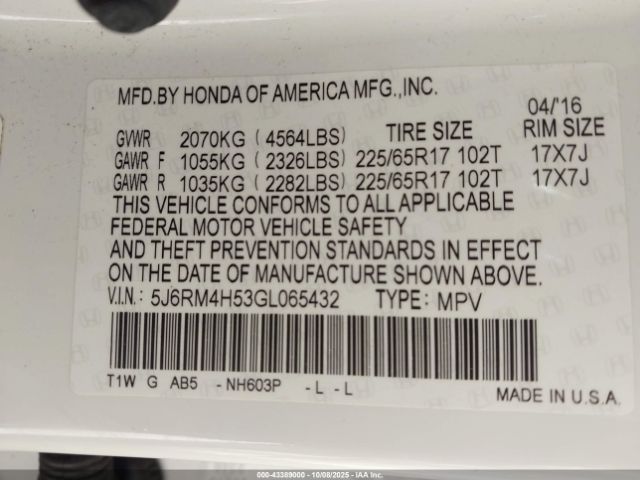 MFD.BY HONDA OF AMERICA MFG.,INC.
04/'16
GVWR 2070KG ( 4564LBS) TIRE SIZE RIM SIZE
GAWR F 1055KG ( 2326LBS) 225/65R17 102T 17X7J
GAWR R 1035KG ( 2282LBS) 225/65R17 102T 17X7J
THIS VEHICLE CONFORMS TO ALL APPLICABLE
FEDERAL MOTOR VEHICLE SAFETY
AND THEFT PREVENTION STANDARDS IN EFFECT
ON THE DATE OF MANUFACTURE SHOWN ABOVE.
V.I.N.: 5J6RM4H53GL065432 TYPE: MPV
T1W G AB5 -NH603P -L -L
MADE IN U.S.A.
000-43389000 - 10/08/2025 - IAA Inc.